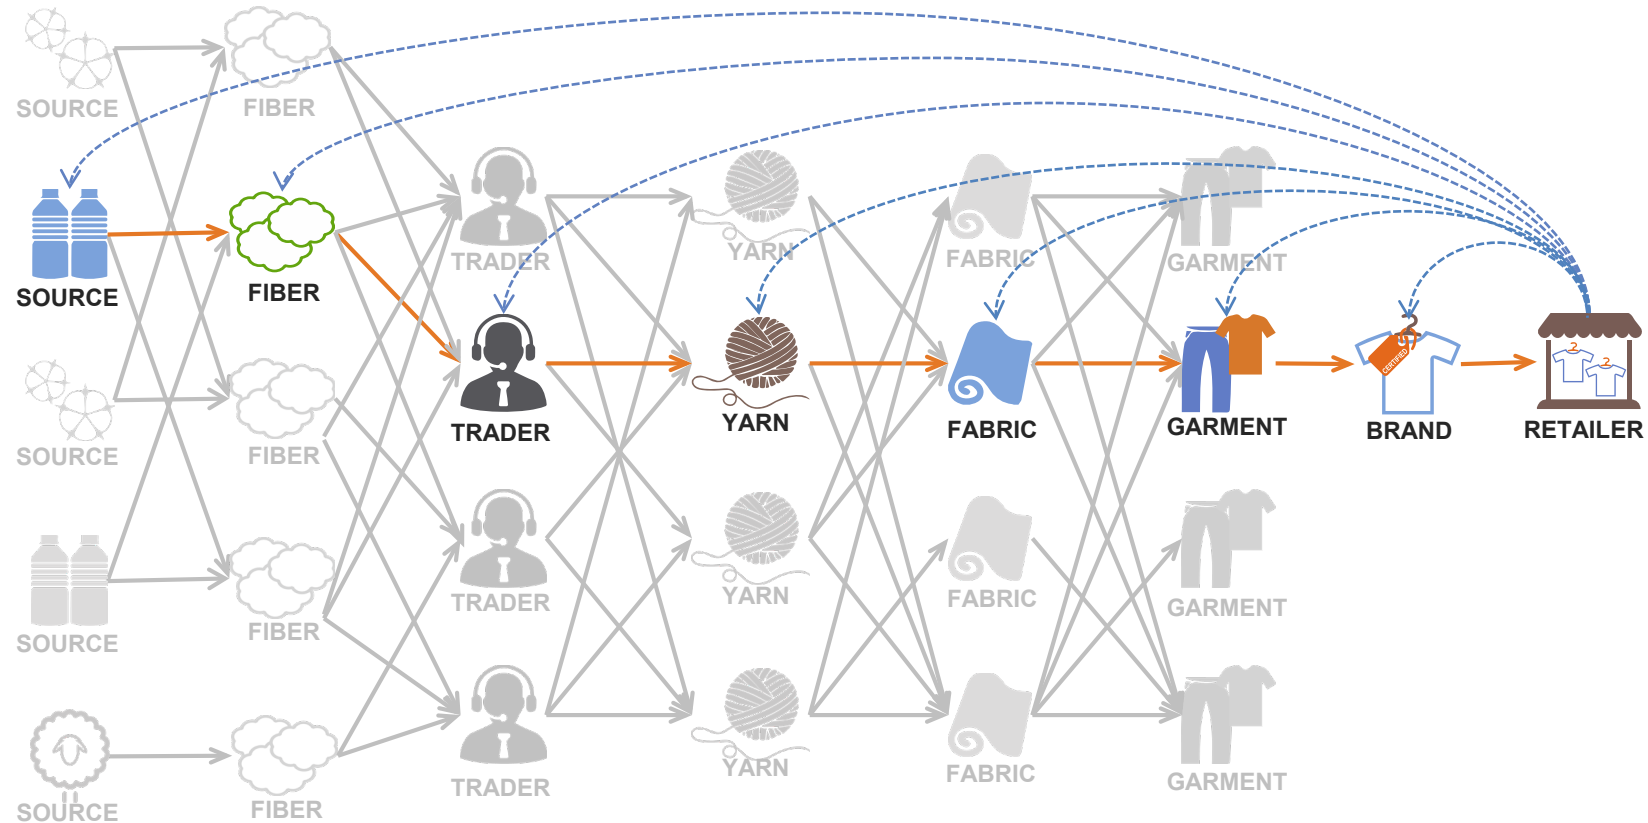 SOURCE
FIBER
TRADER
YARN
FABRIC
GARMENT
SOURCE
FIBER
TRADER
YARN
FABRIC
GARMENT
CERTIFIED
BRAND
RETAILER
SOURCE
FIBER
TRADER
YARN
FABRIC
GARMENT
SOURCE
FIBER
TRADER
YARN
FABRIC
GARMENT
SOURCE
FIBER